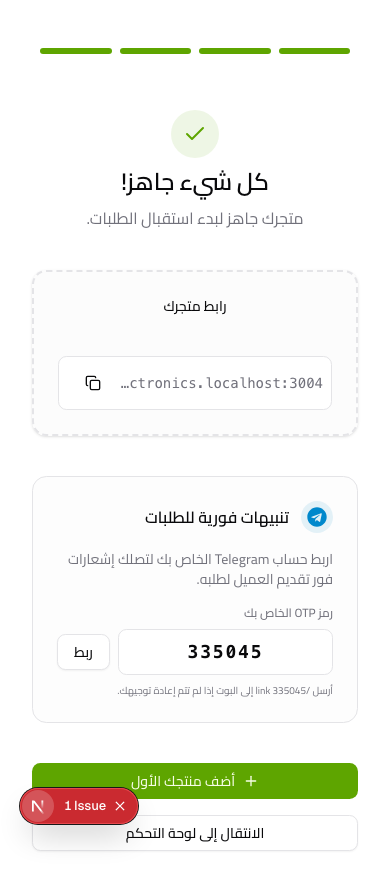 كل شيء جاهز!
متجرك جاهز لبدء استقبال الطلبات.
رابط متجرك
...ctronics.localhost:3004
تنبيهات فورية للطلبات
اربط حساب Telegram الخاص بك لتصلك إشعارات
فور تقديم العميل لطلبه.
رمز OTP الخاص بك
335045
ربط
أرسل /link 335045 إلى البوت إذا لم تتم إعادة توجيهك.
أضف منتجك الأول
N 1 Issue
الانتقال إلى لوحة التحكم